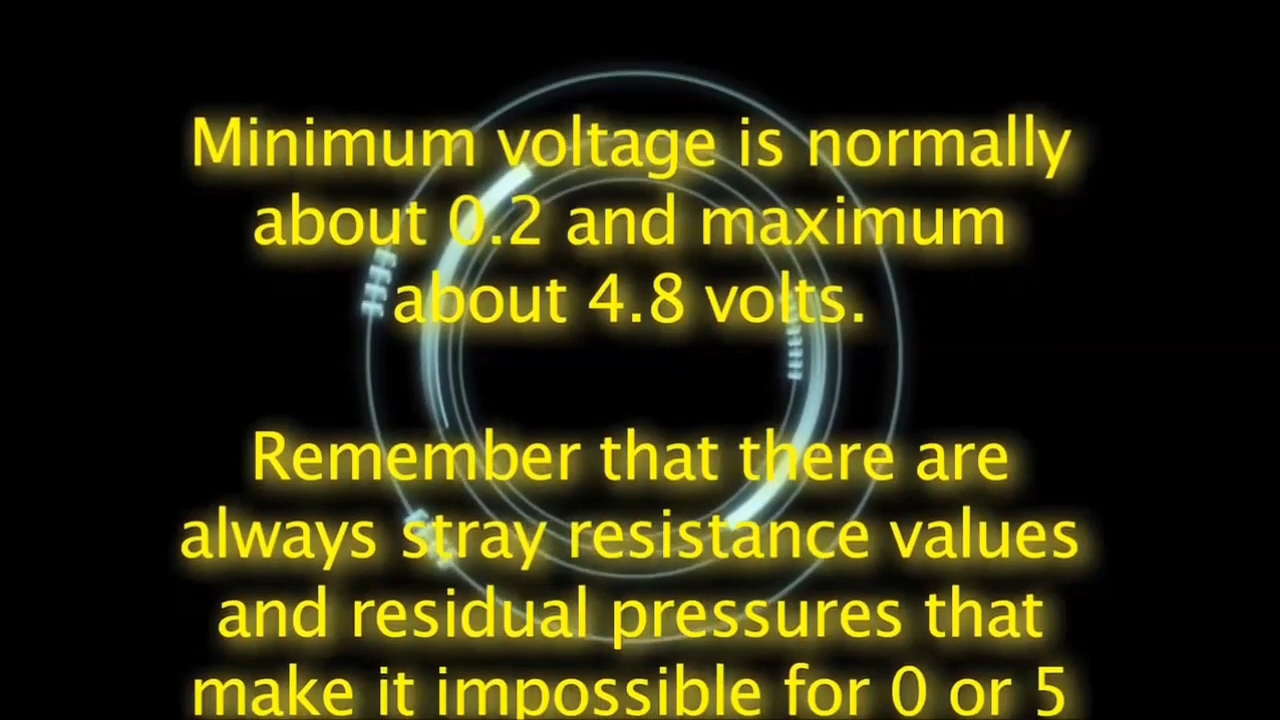 Minimum voltage is normally
about 0.2 and maximum
about 4.8 volts.
Remember that there are
always stray resistance values
and residual pressures that
make it impossible for 0 or 5